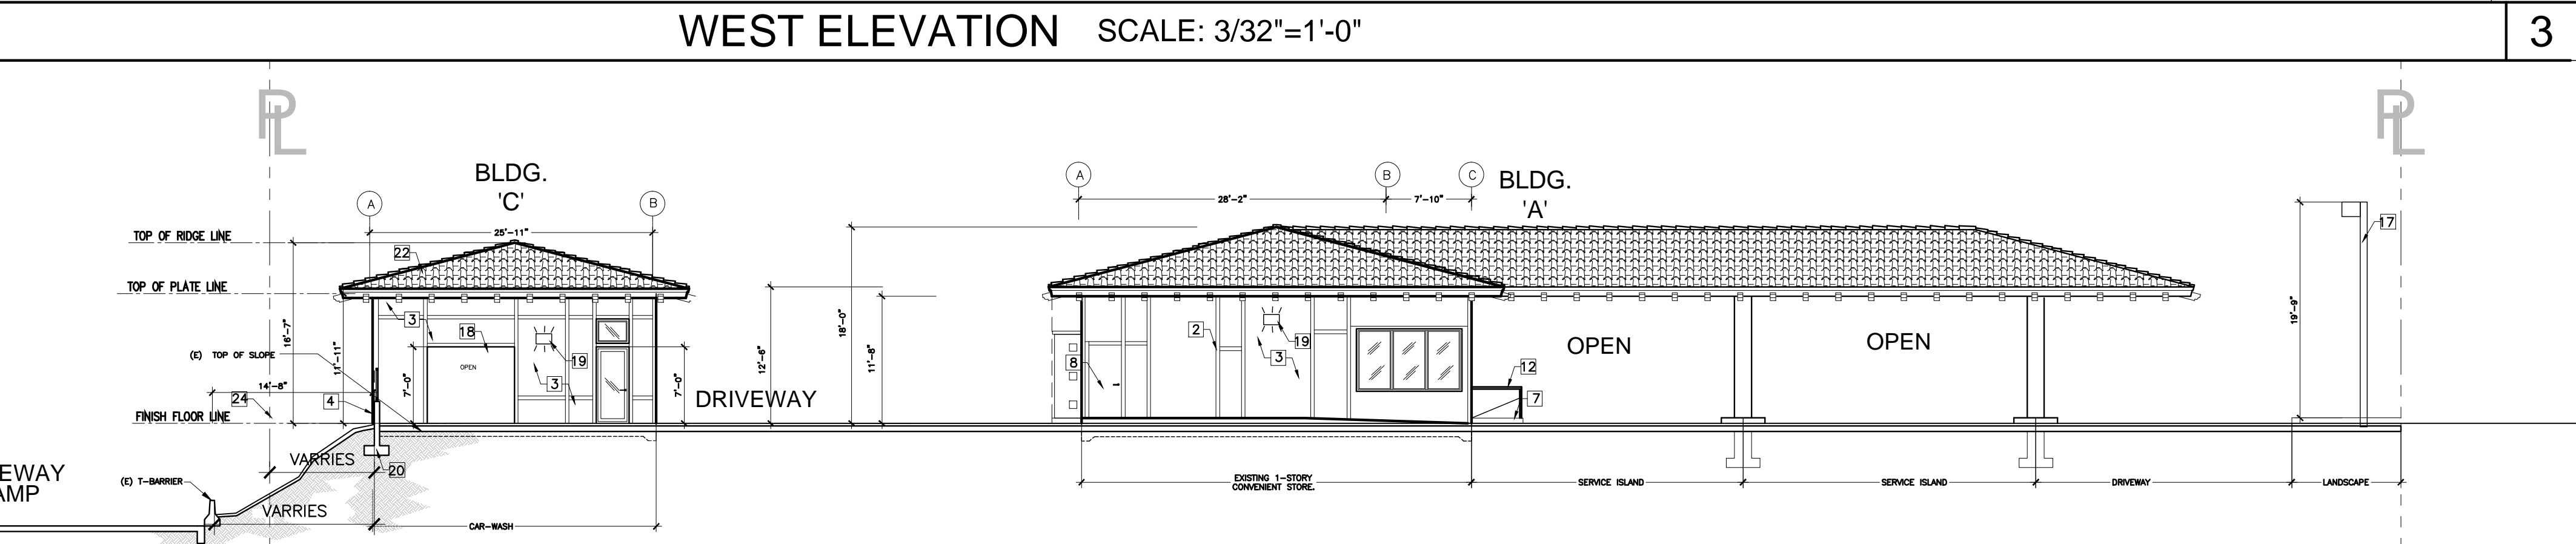 WEST ELEVATION SCALE: 3/32"=1'-0"
3
PL
PL
BLDG.
'C'
A
B
25'-11"
A
B
C
28'-2"
7'-10"
BLDG.
'A'
TOP OF RIDGE LINE
TOP OF PLATE LINE
(E) TOP OF SLOPE
FINISH FLOOR LINE
22
16'-7"
11'-11"
14'-8"
24
4
3
18
7'-0"
OPEN
19
3
7'-0"
DRIVEWAY
12'-6"
18'-0"
11'-8"
8
2
19
3
12
7
OPEN
OPEN
19'-9"
17
VARRIES
20
EWAY
AMP
(E) T-BARRIER
VARRIES
CAR-WASH
EXISTING 1-STORY
CONVENIENT STORE.
SERVICE ISLAND
SERVICE ISLAND
DRIVEWAY
LANDSCAPE